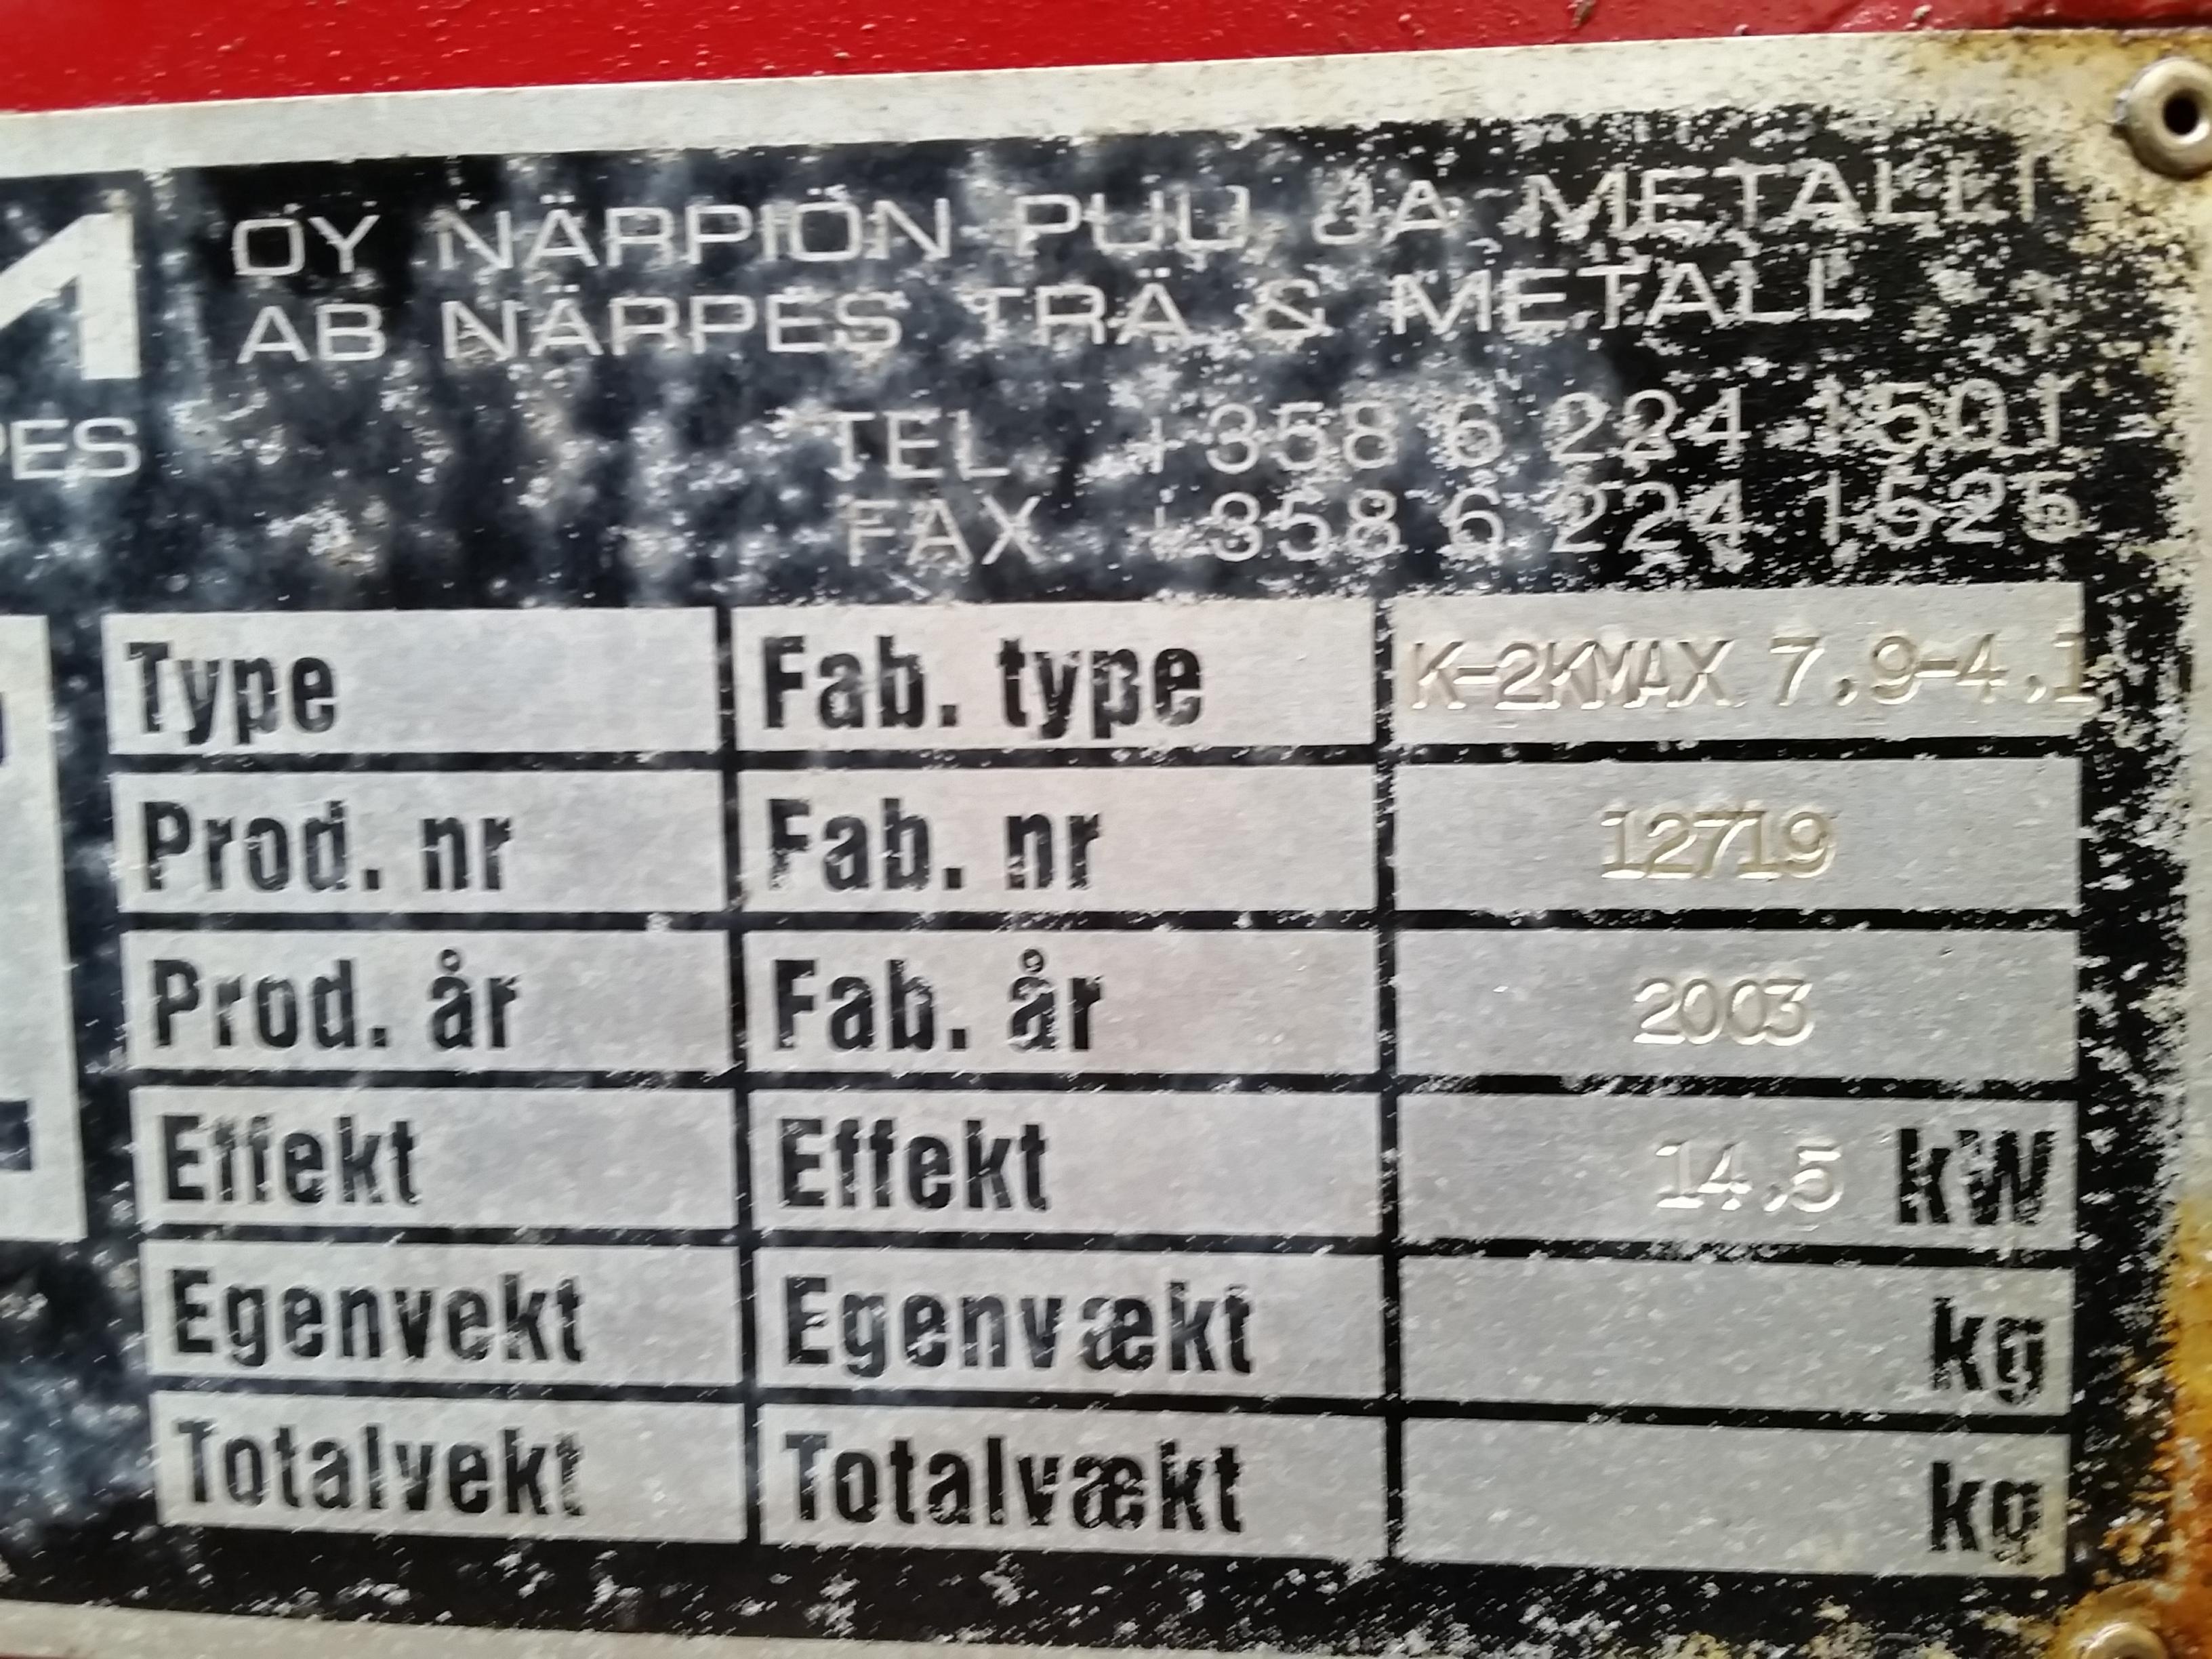 OY NÄRPIÖN PUU JA METALLI
AB NÄRPES TRÄ & METALL
PES
TEL +358 6 224 1501
FAX +358 6 224 1525
Type Fab. type K-2KMAX 7,9-4,1
Prod. nr Fab. nr 12719
Prod. år Fab. år 2003
Effekt Effekt 14,5 kW
Egenvekt Egenvækt kg
Totalvekt Totalvækt kg